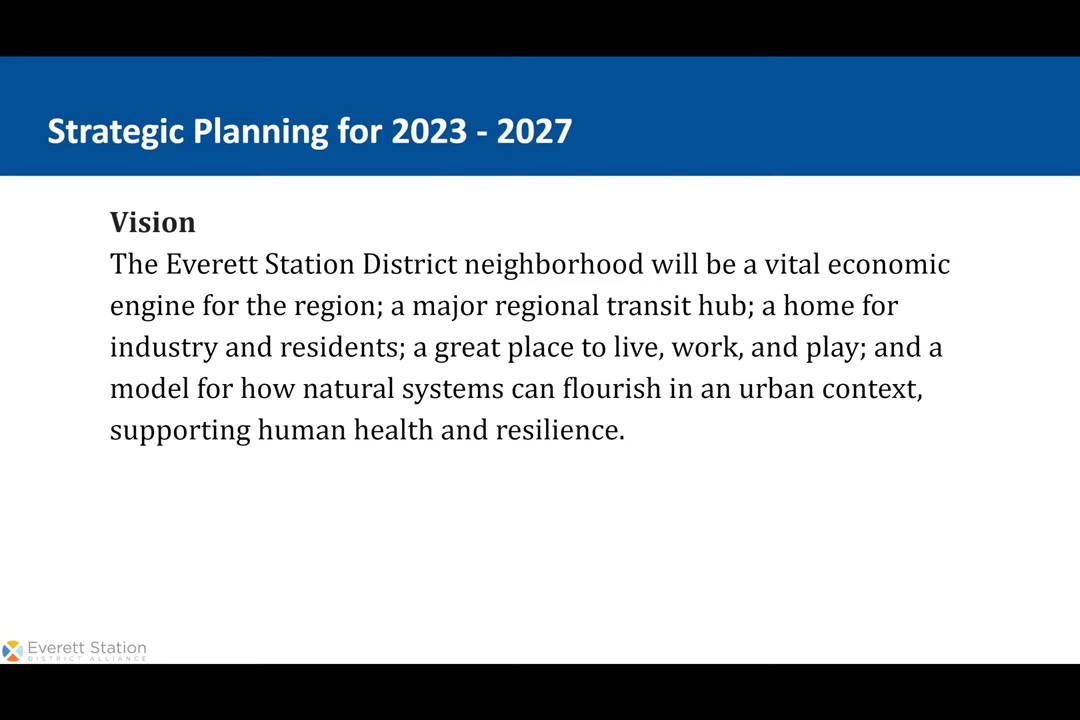 Strategic Planning for 2023 - 2027
Vision
The Everett Station District neighborhood will be a vital economic
engine for the region; a major regional transit hub; a home for
industry and residents; a great place to live, work, and play; and a
model for how natural systems can flourish in an urban context,
supporting human health and resilience.
Everett Station
DISTRICT ALLIANCE